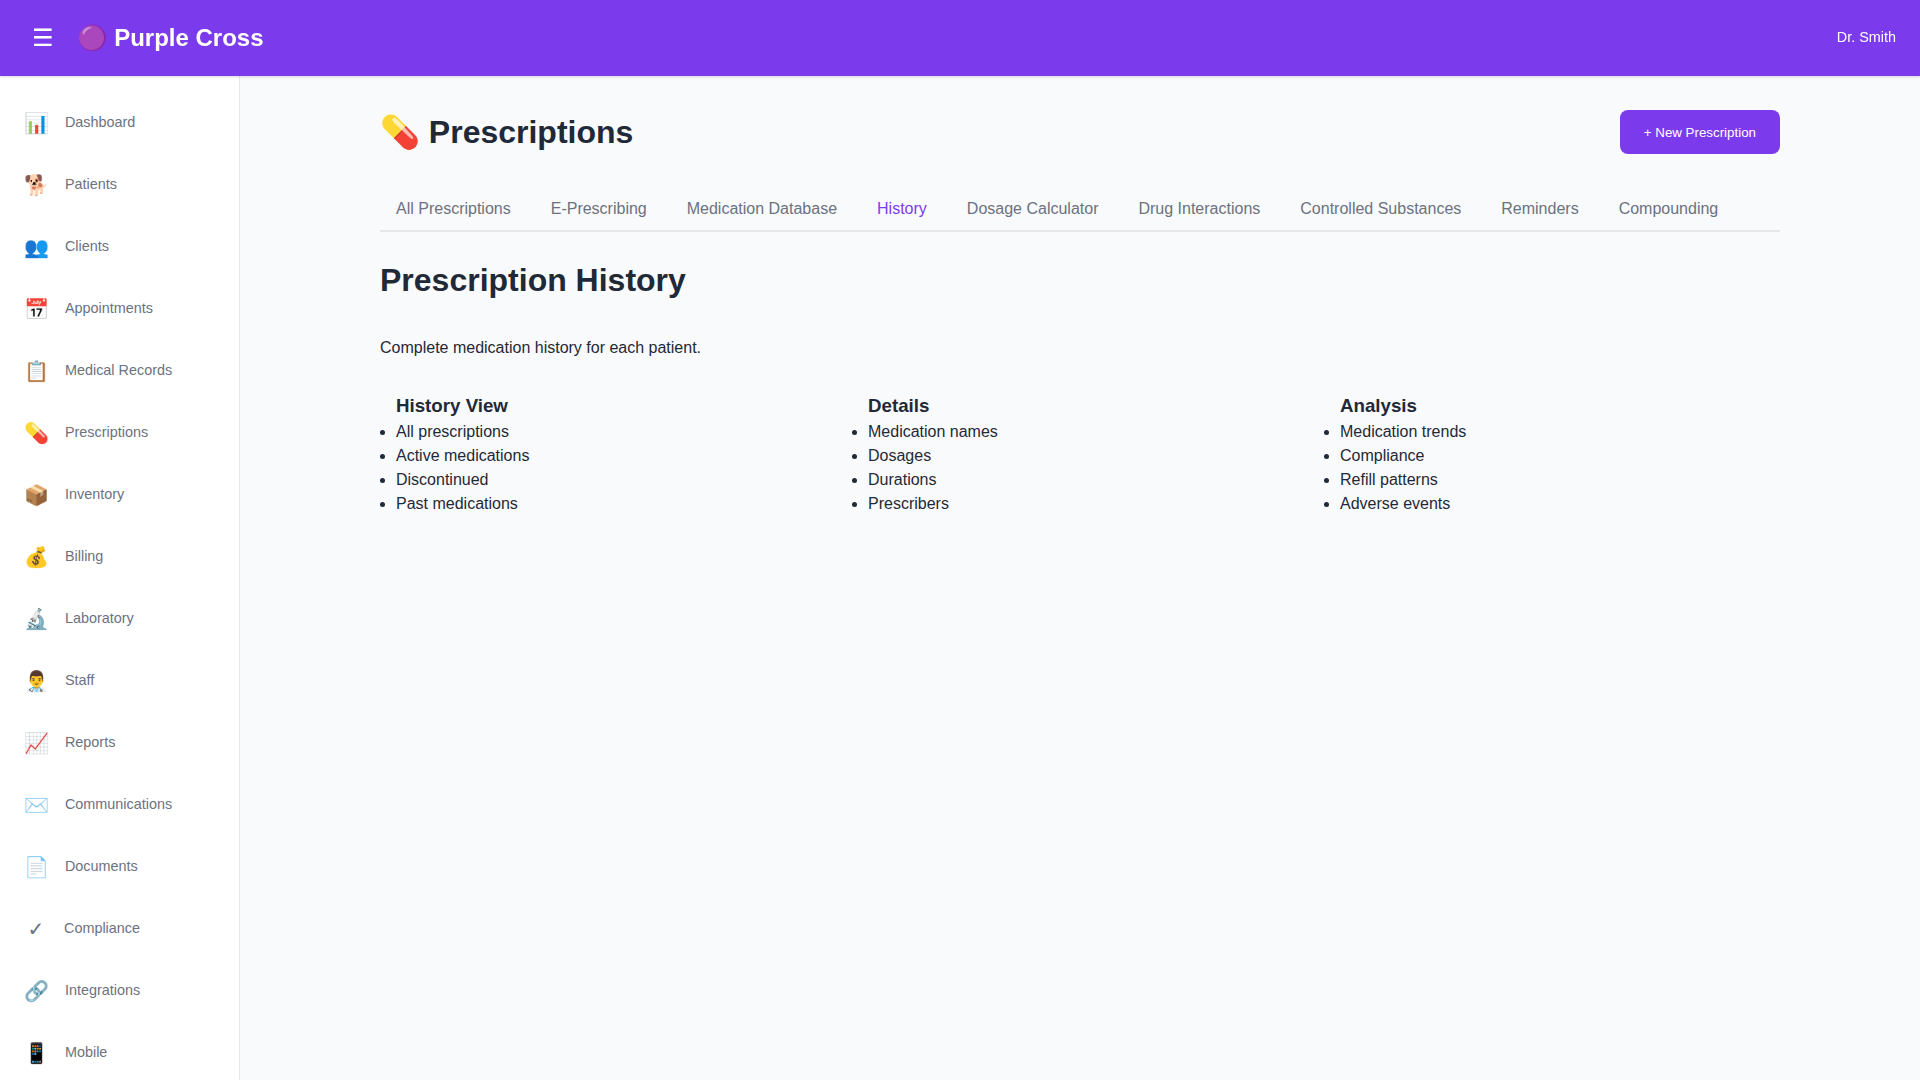 ☰ 🟣 Purple Cross
Dr. Smith
📊 Dashboard
🐕 Patients
👥 Clients
📅 Appointments
📋 Medical Records
💊 Prescriptions
📦 Inventory
💰 Billing
🔬 Laboratory
👨‍⚕️ Staff
📈 Reports
✉️ Communications
📄 Documents
✓ Compliance
🔗 Integrations
📱 Mobile
💊 Prescriptions
+ New Prescription
All Prescriptions E-Prescribing Medication Database History Dosage Calculator Drug Interactions Controlled Substances Reminders Compounding
Prescription History
Complete medication history for each patient.
History View
• All prescriptions
• Active medications
• Discontinued
• Past medications
Details
• Medication names
• Dosages
• Durations
• Prescribers
Analysis
• Medication trends
• Compliance
• Refill patterns
• Adverse events